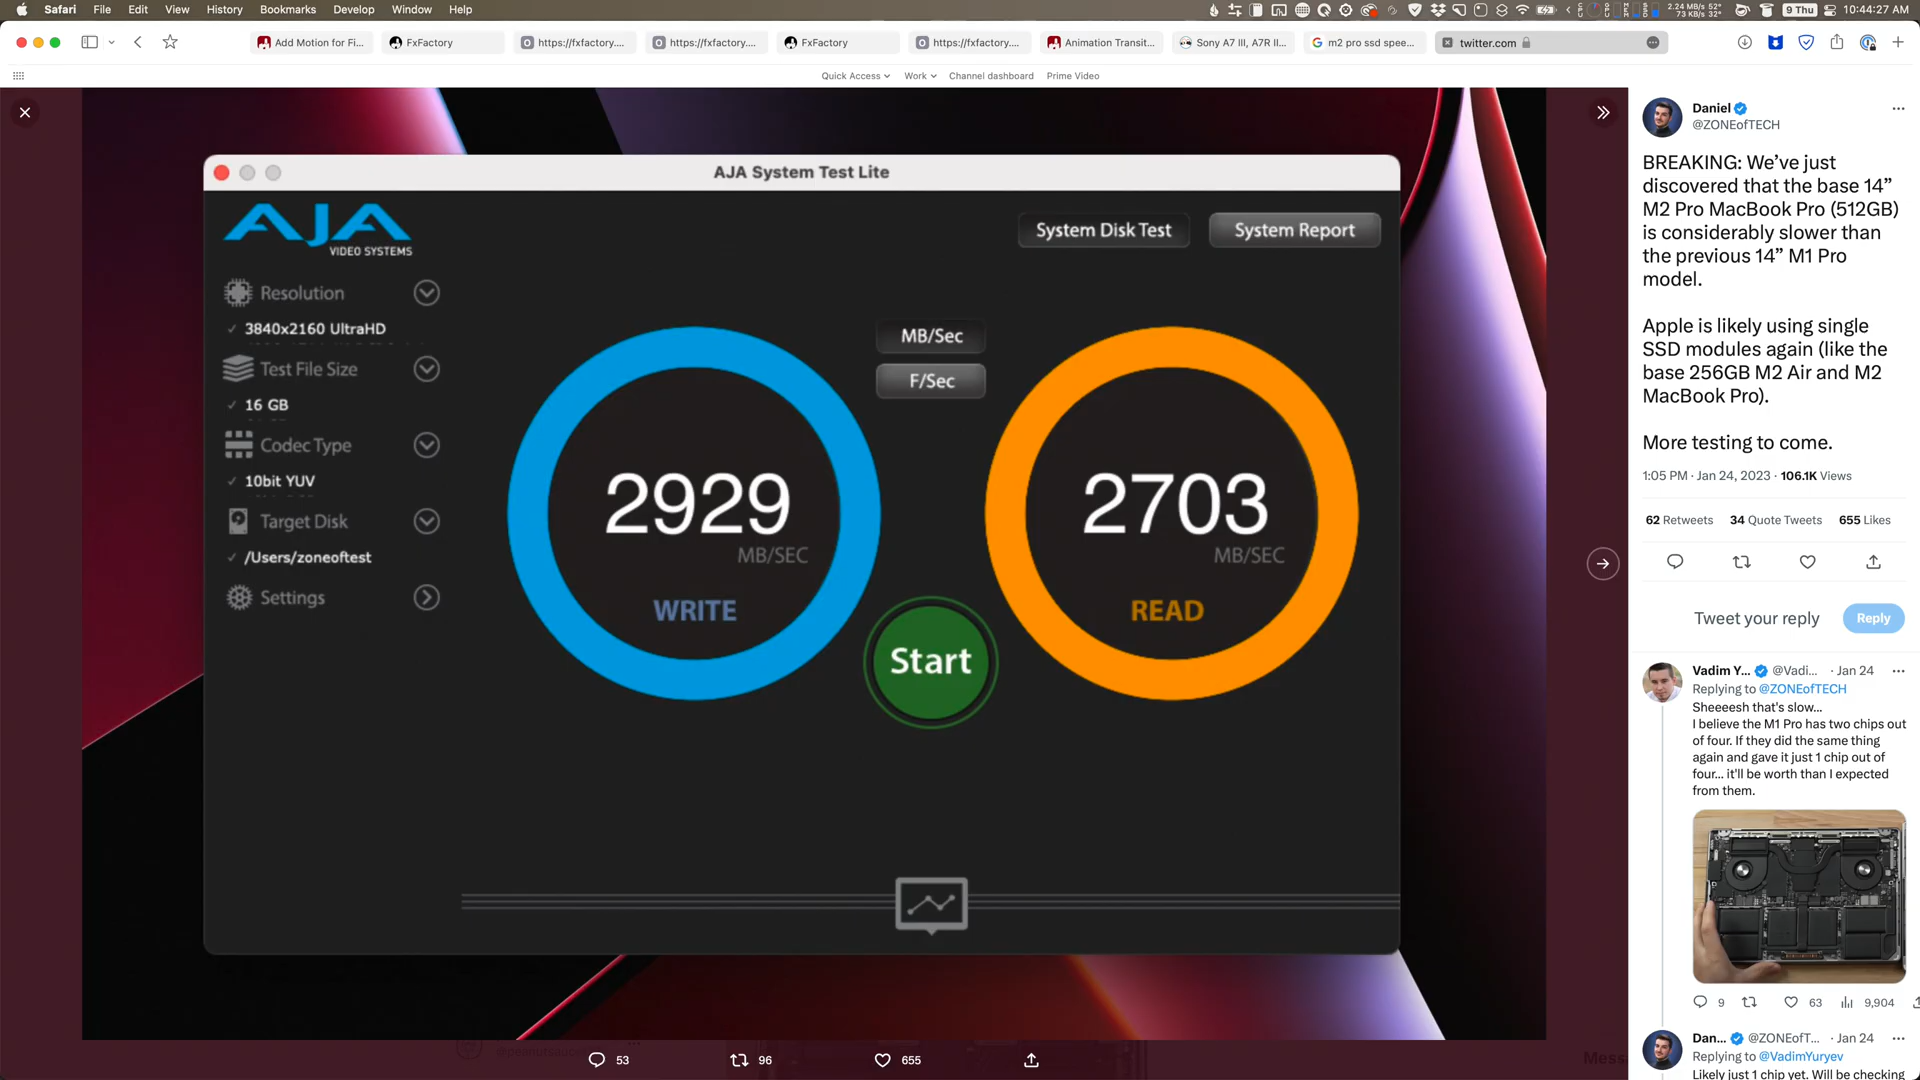 Safari File Edit View History Bookmarks Develop Window Help
2.24 MB/s 52°
73 KB/s 32°
9 Thu 10:44:27 AM
Add Motion for Fi...
FxFactory
https://fxfactory....
https://fxfactory....
FxFactory
https://fxfactory....
Animation Transit...
Sony A7 III, A7R II...
m2 pro ssd spee...
twitter.com
Quick Access
Work
Channel dashboard
Prime Video
AJA System Test Lite
AJA
VIDEO SYSTEMS
System Disk Test
System Report
Resolution
3840x2160 UltraHD
Test File Size
16 GB
Codec Type
10bit YUV
Target Disk
/Users/zoneoftest
Settings
MB/Sec
F/Sec
2929
MB/SEC
WRITE
2703
MB/SEC
READ
Start
53
96
655
Daniel
@ZONEofTECH
BREAKING: We’ve just
discovered that the base 14”
M2 Pro MacBook Pro (512GB)
is considerably slower than
the previous 14” M1 Pro
model.
Apple is likely using single
SSD modules again (like the
base 256GB M2 Air and M2
MacBook Pro).
More testing to come.
1:05 PM · Jan 24, 2023 · 106.1K Views
62 Retweets 34 Quote Tweets 655 Likes
Tweet your reply
Reply
Vadim Y... @Vadi... · Jan 24
Replying to @ZONEofTECH
Sheeeesh that's slow...
I believe the M1 Pro has two chips out
of four. If they did the same thing
again and gave it just 1 chip out of
four... it'll be worth than I expected
from them.
9
63
9,904
Dan... @ZONEofT... · Jan 24
Replying to @VadimYuryev
Likely just 1 chip yet. Will be checking